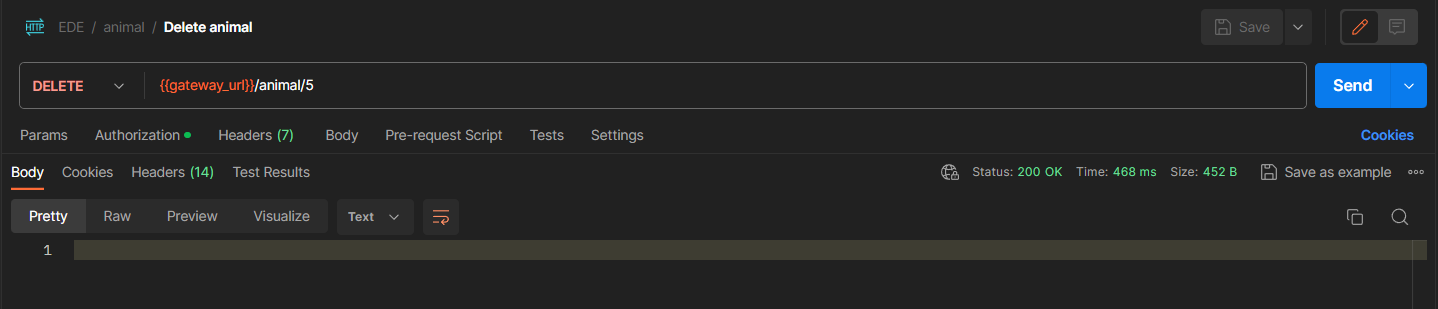 HTTP EDE / animal / Delete animal Save
DELETE {{gateway_url}}/animal/5 Send
Params Authorization Headers (7) Body Pre-request Script Tests Settings Cookies
Body Cookies Headers (14) Test Results Status: 200 OK Time: 468 ms Size: 452 B Save as example
Pretty Raw Preview Visualize Text
1